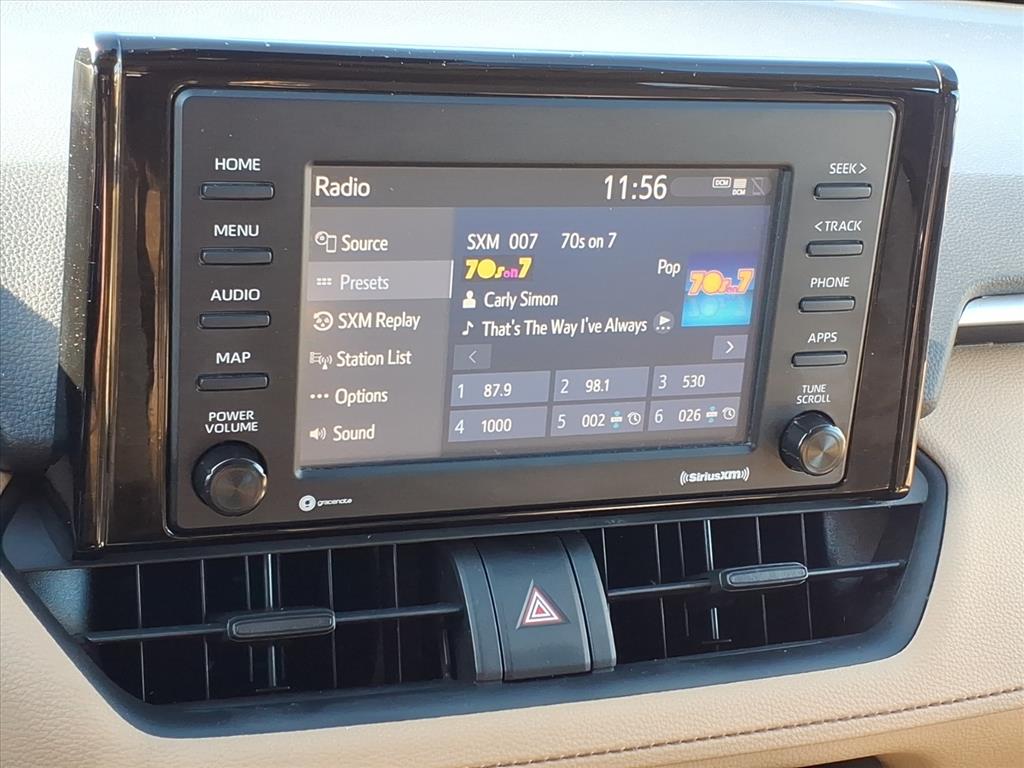 HOME
MENU
AUDIO
MAP
POWER
VOLUME
Radio
11:56
DCM
DCM
Source
Presets
SXM Replay
Station List
Options
Sound
SXM 007 70s on 7
70s on 7
Carly Simon
That's The Way I've Always
Pop
70s on 7
1 87.9
2 98.1
3 530
4 1000
5 002
6 026
SEEK >
< TRACK
PHONE
APPS
TUNE
SCROLL
g gracenote
SiriusXM